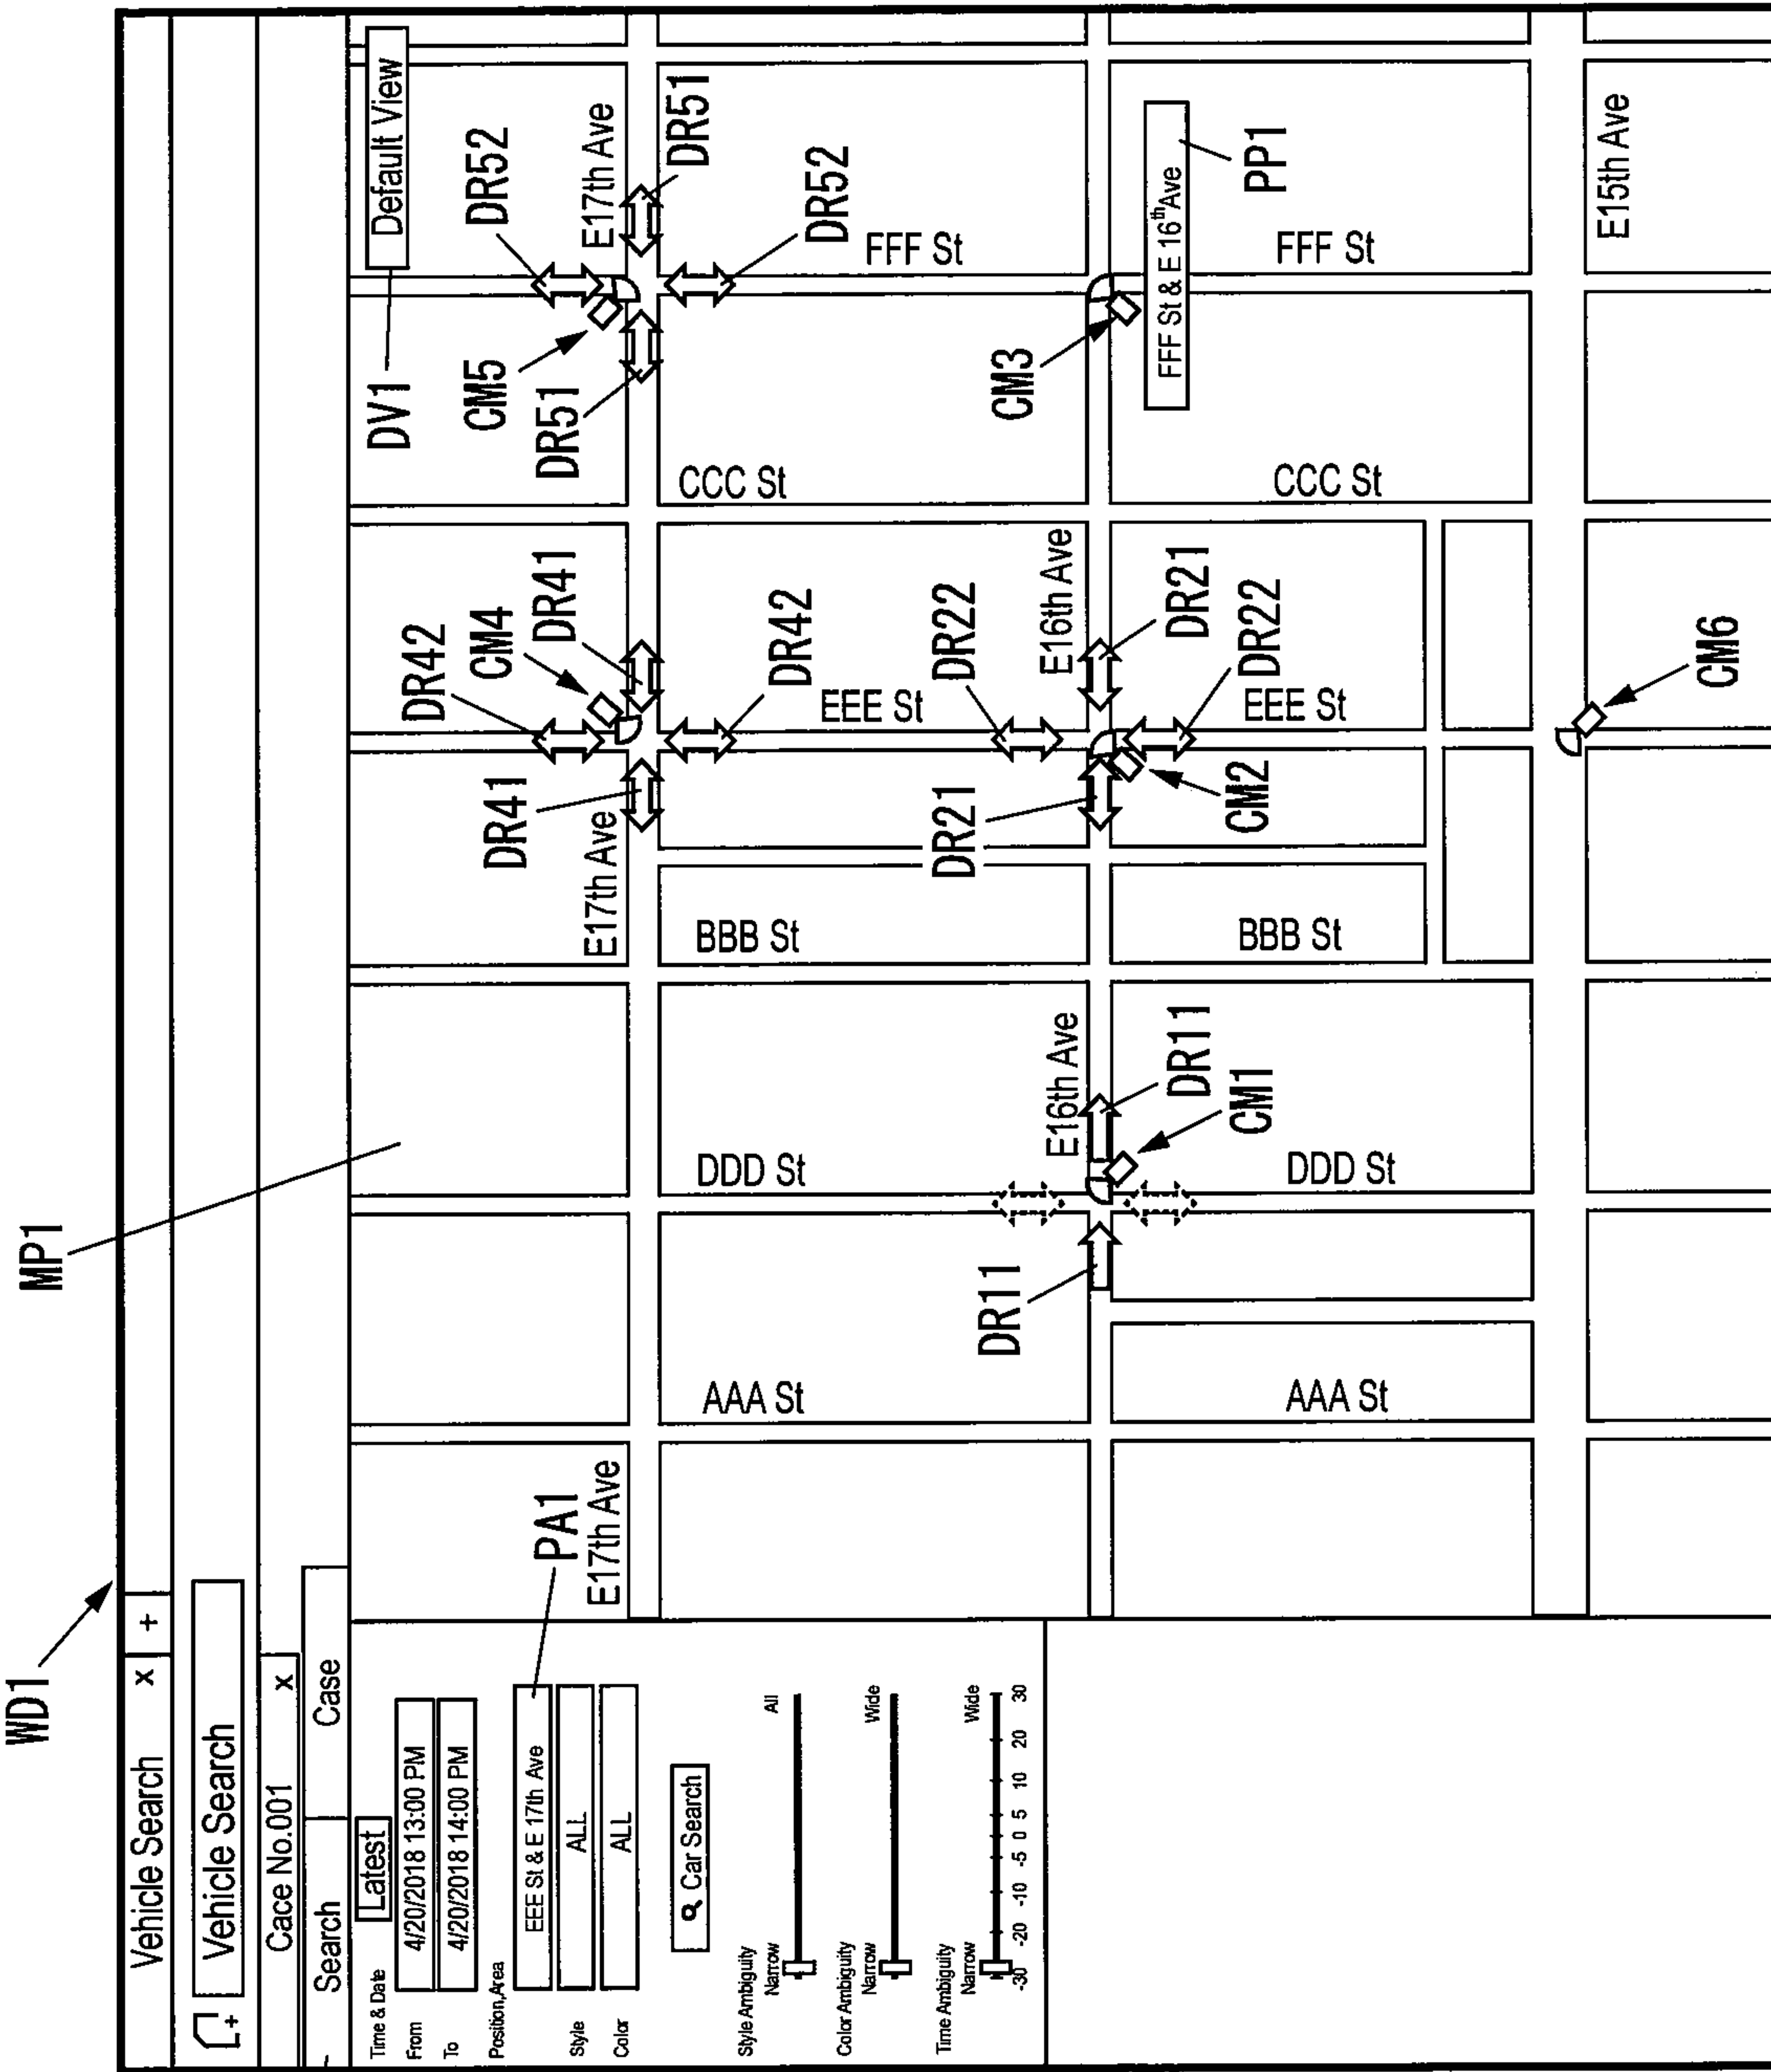 WD1
MP1
Vehicle Search x +
Vehicle Search
Cace No.001 x
Search Case
Time & Date Latest
From 4/20/2018 13:00 PM
To 4/20/2018 14:00 PM
Position,Area
EEE St & E 17th Ave
PA1
Style ALL
Color ALL
Car Search
Style Ambiguity
Narrow All
Color Ambiguity
Narrow Wide
Time Ambiguity
Narrow Wide
-30 -20 -10 -5 0 5 10 20 30
DV1
Default View
DR42
CM4
DR41
DR41
DR52
CM5
DR51
DR51
E17th Ave
E17th Ave
E17th Ave
AAA St
DDD St
BBB St
DR42
EEE St
CCC St
DR52
FFF St
DR11
DR21
DR22
CM3
E16th Ave
E16th Ave
DR11
CM1
DR21
DR22
CM2
FFF St & E 16th Ave
PP1
AAA St
DDD St
BBB St
EEE St
CCC St
FFF St
E15th Ave
CM6